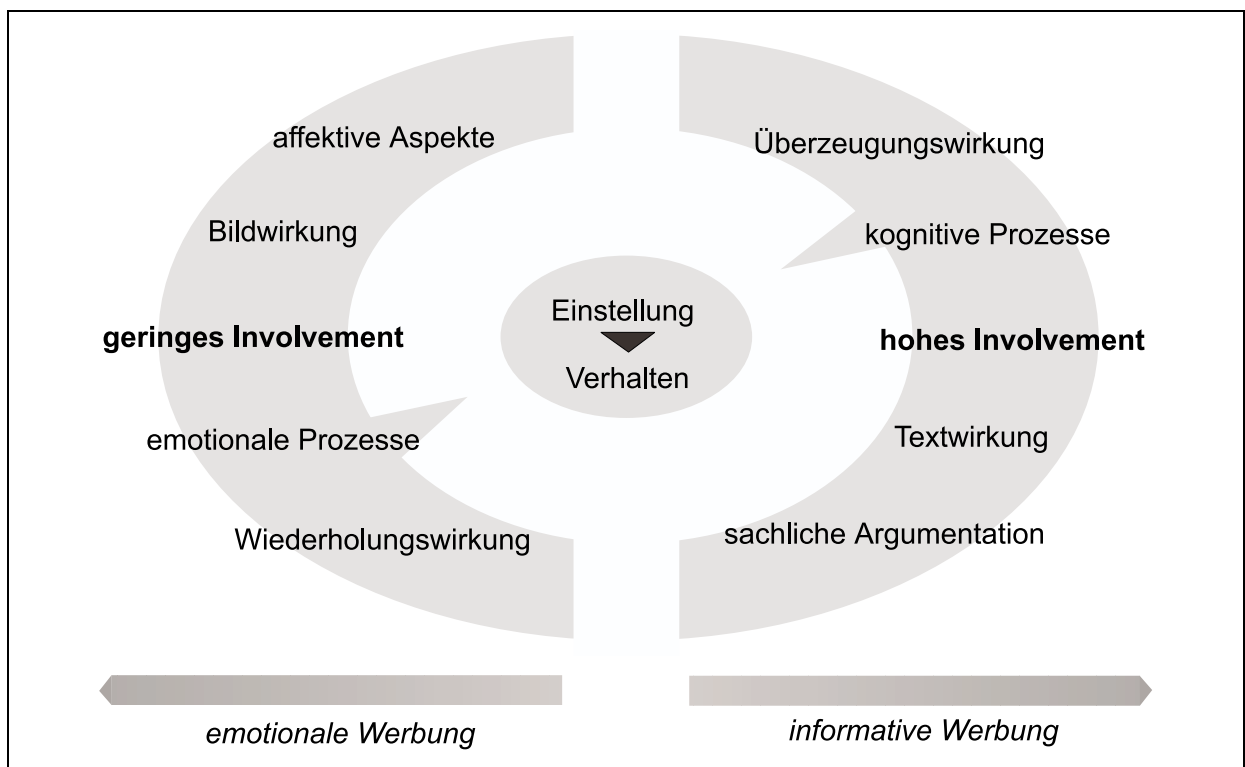 affektive Aspekte
Bildwirkung
geringes Involvement
emotionale Prozesse
Wiederholungswirkung
Einstellung
Verhalten
Überzeugungswirkung
kognitive Prozesse
hohes Involvement
Textwirkung
sachliche Argumentation
emotionale Werbung
informative Werbung